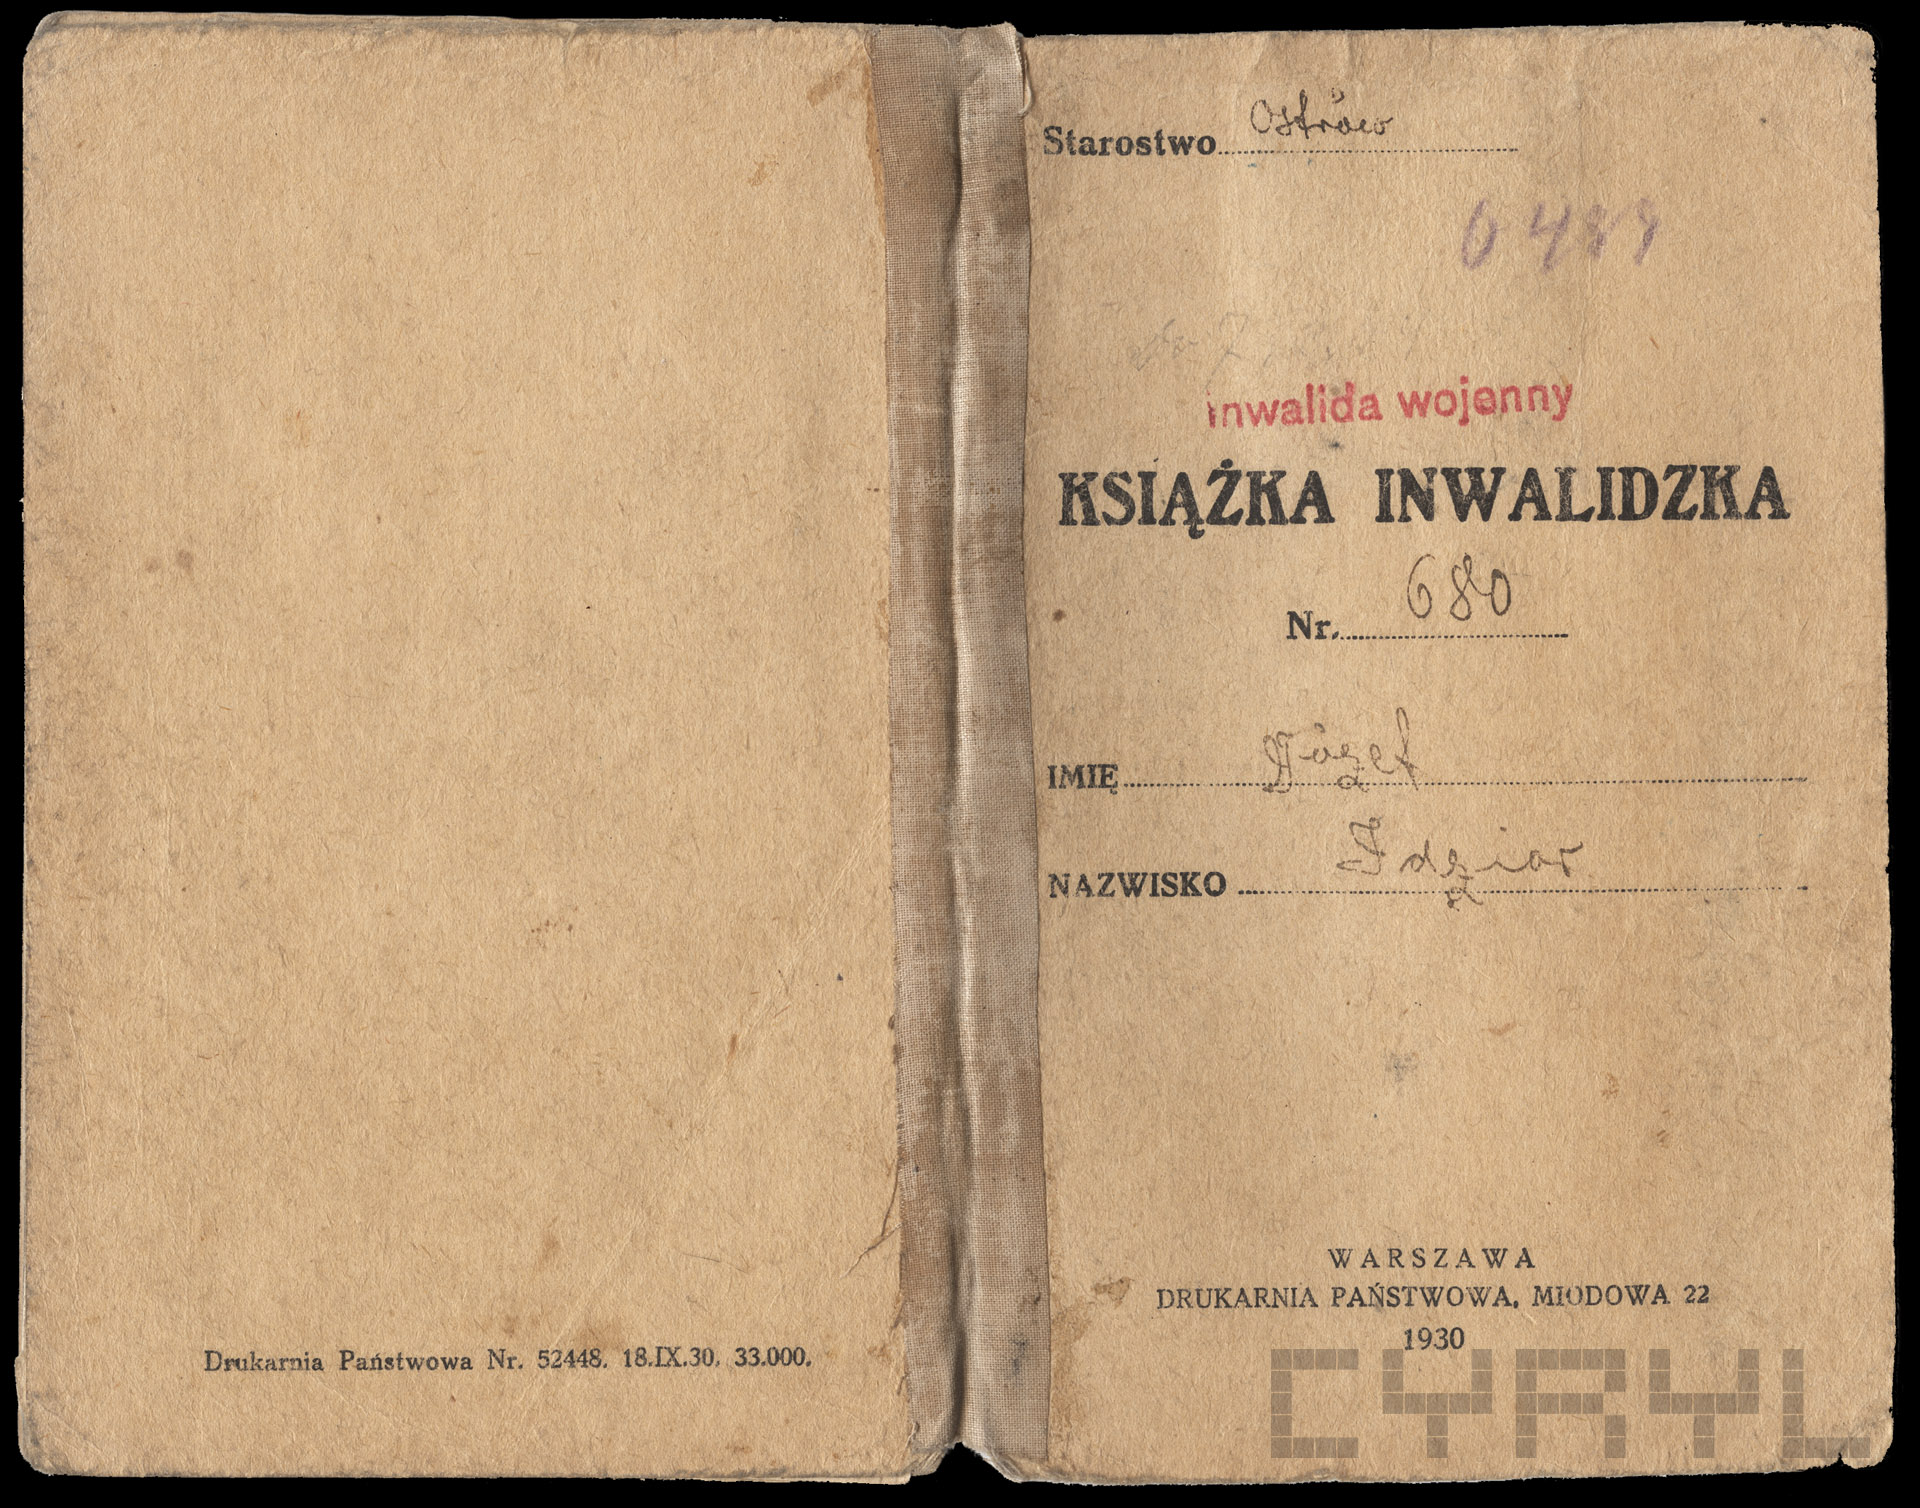 Drukarnia Państwowa Nr. 52448. 18.IX.30. 33.000.
Starostwo Ostrów
inwalida wojenny
KSIĄŻKA INWALIDZKA
Nr. 680
IMIĘ Józef
NAZWISKO Idzior
WARSZAWA
DRUKARNIA PAŃSTWOWA, MIODOWA 22
1930
CYRYL